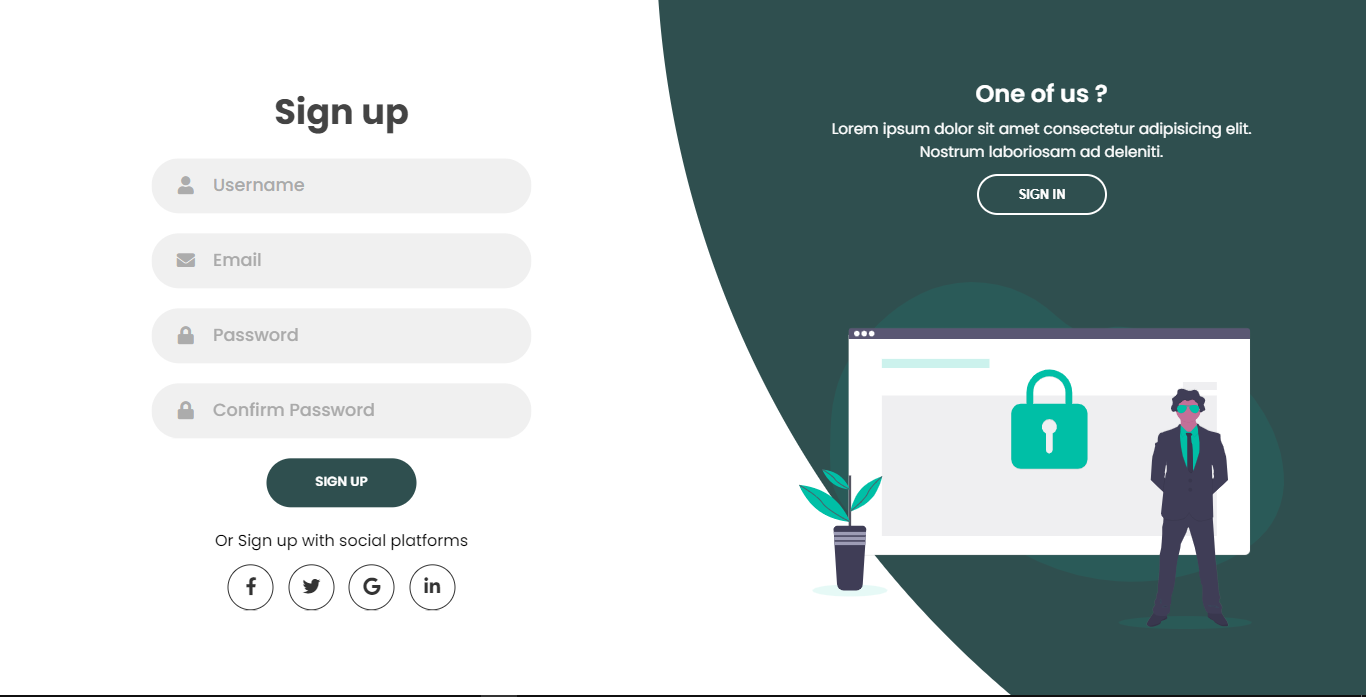 Sign up
Username
Email
Password
Confirm Password
SIGN UP
Or Sign up with social platforms
One of us ?
Lorem ipsum dolor sit amet consectetur adipisicing elit.
Nostrum laboriosam ad deleniti.
SIGN IN